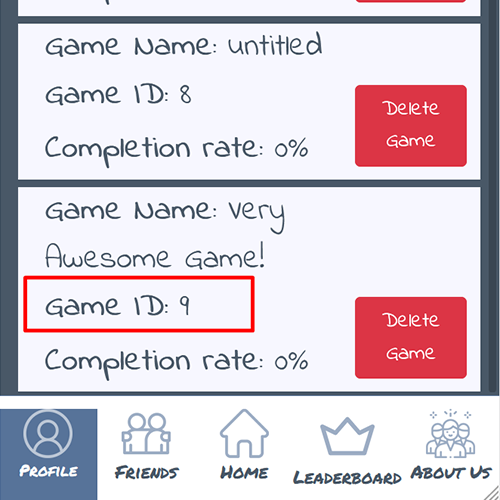 Game Name: untitled
Game ID: 8
Delete
Game
Completion rate: 0%
Game Name: Very
Awesome Game!
Game ID: 9
Delete
Game
Completion rate: 0%
Profile
Friends
Home
Leaderboard
About Us